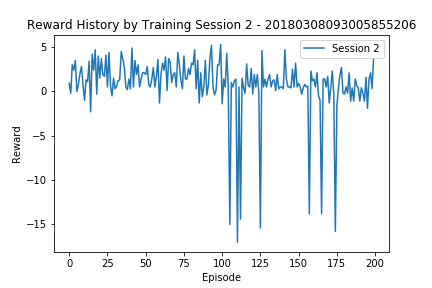 Reward History by Training Session 2 - 20180308093005855206
Session 2
Reward
5
0
−5
−10
−15
0 25 50 75 100 125 150 175 200
Episode